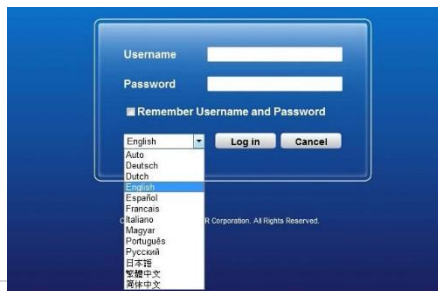 Username
Password
Remember Username and Password
English
Log in
Cancel
Auto
Deutsch
Dutch
English
Español
Francais
Italiano
Magyar
Português
Русский
日本語
繁體中文
简体中文
R Corporation. All Rights Reserved.